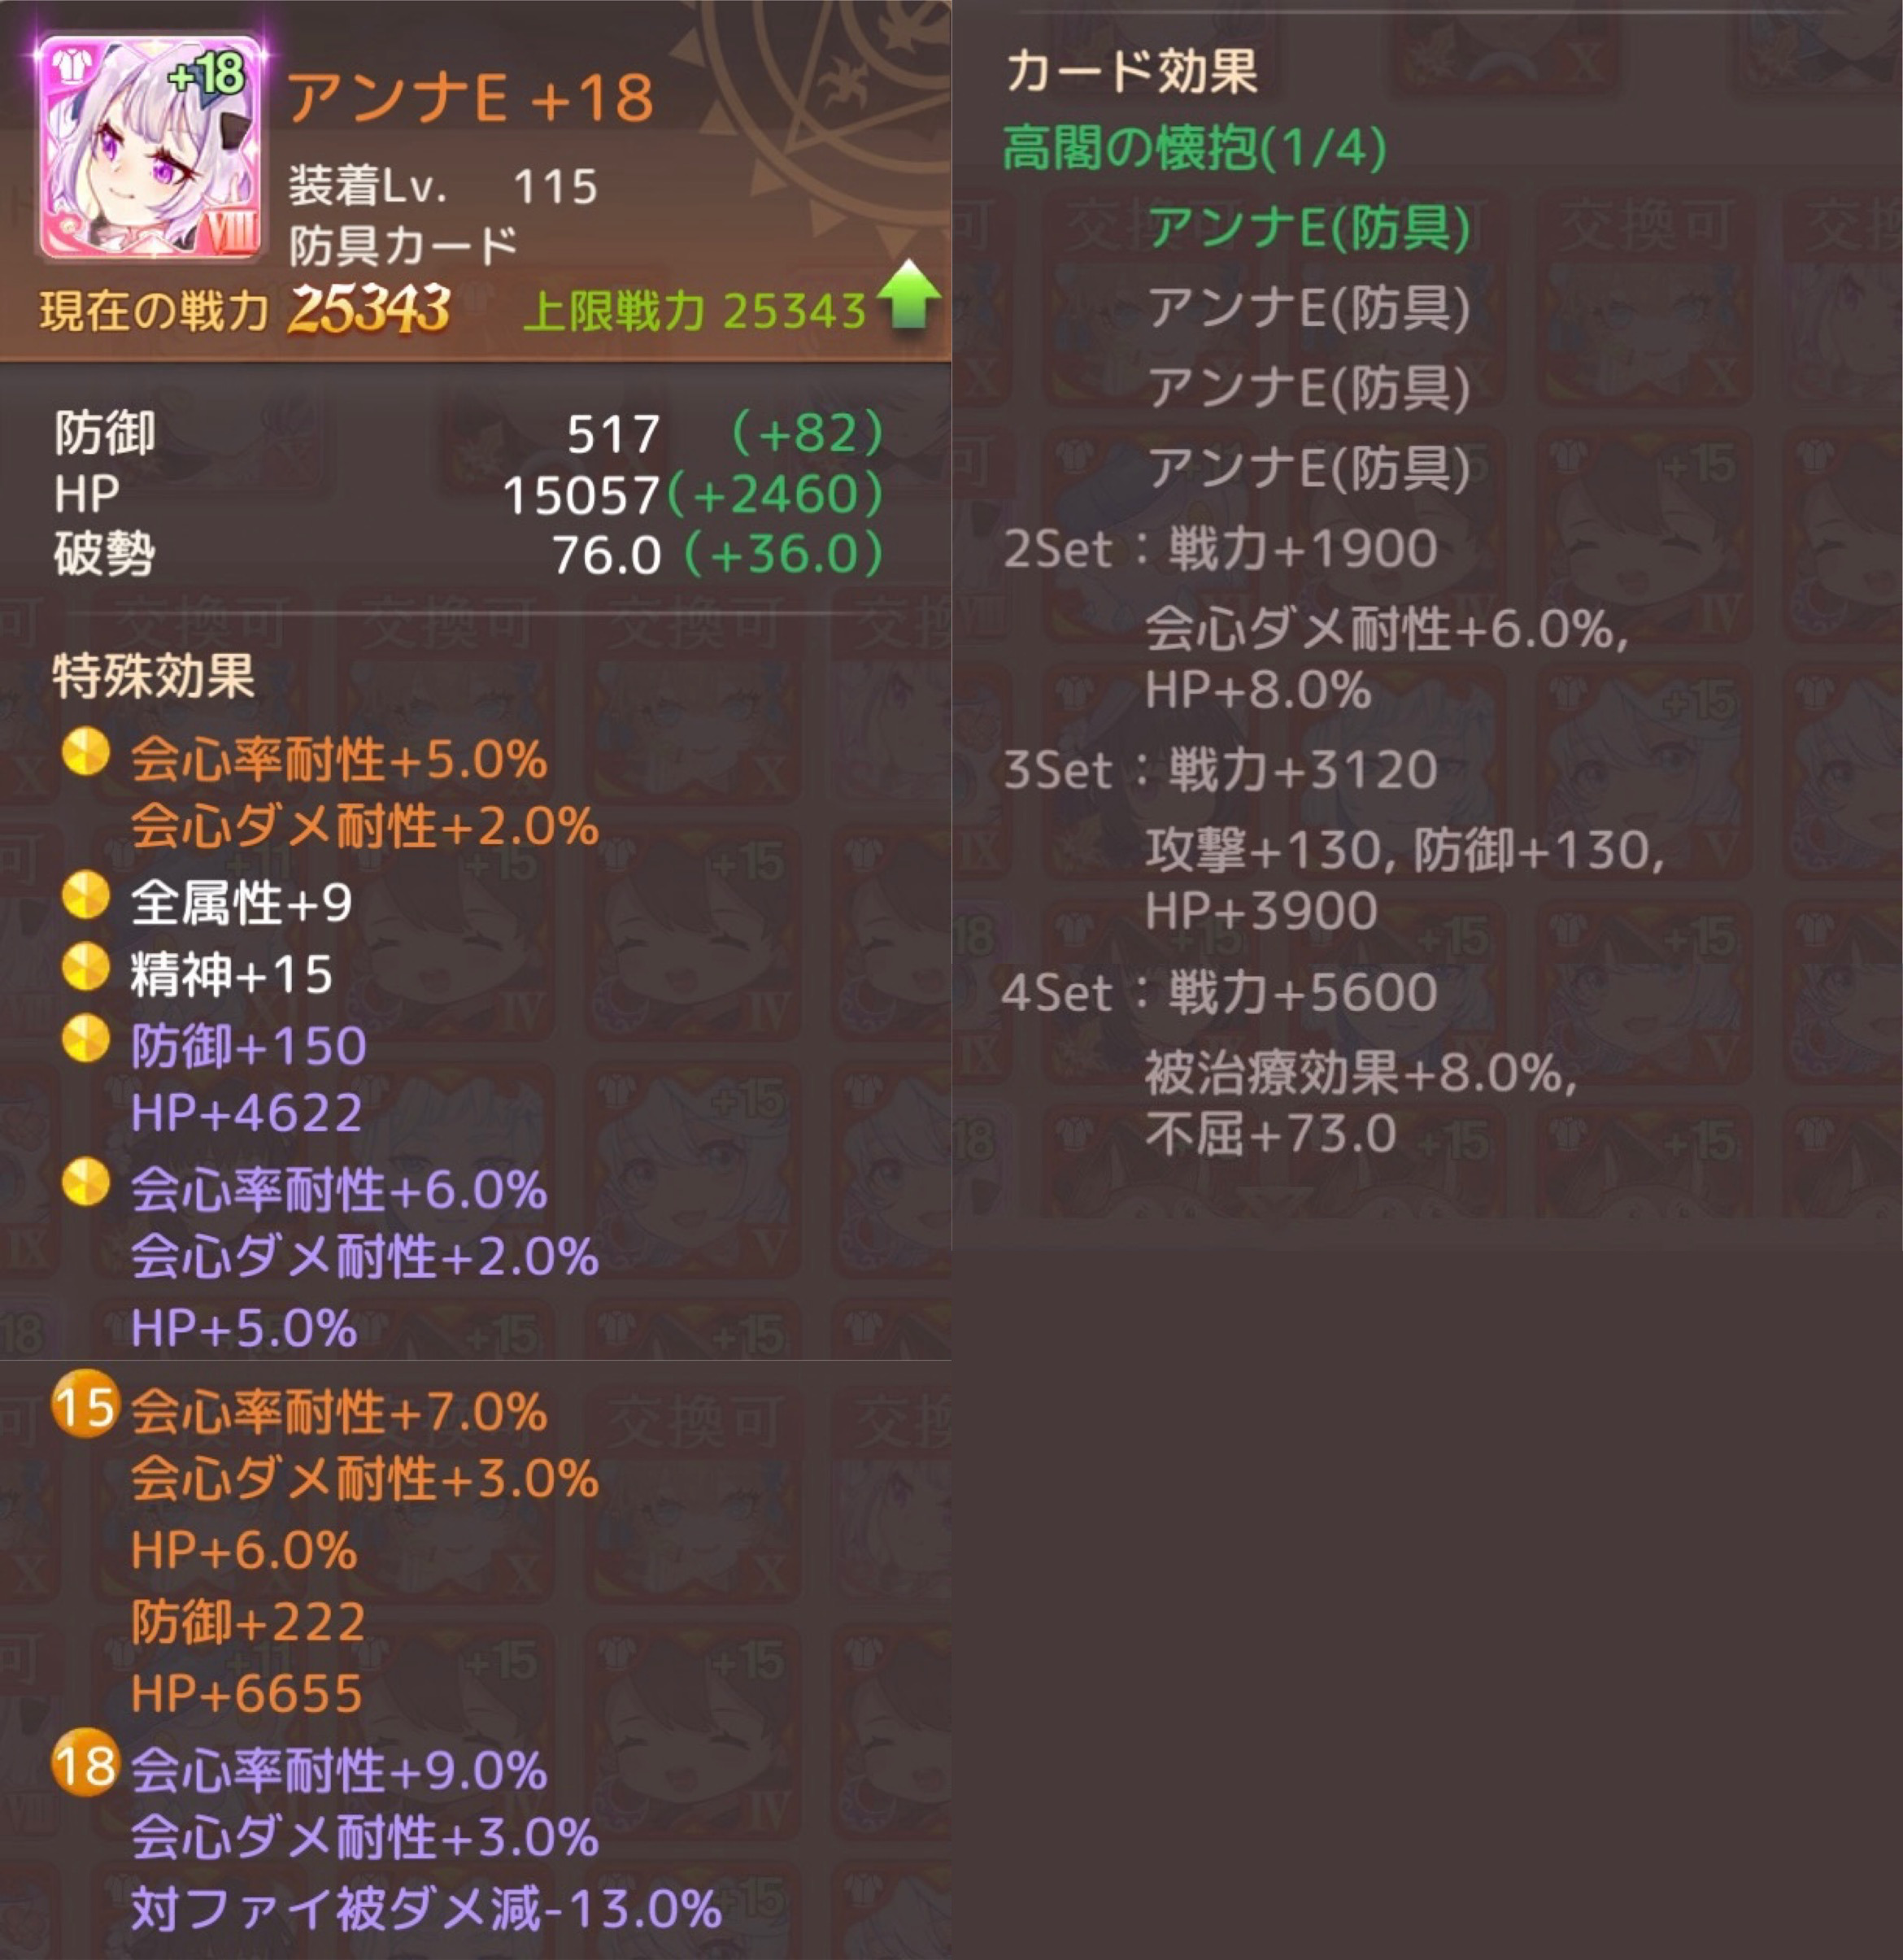 +18
VIII
アンナE +18
装着Lv. 115
防具カード
現在の戦力 25343 上限戦力 25343
防御 517 (+82)
HP 15057(+2460)
破勢 76.0 (+36.0)
特殊効果
会心率耐性+5.0%
会心ダメ耐性+2.0%
全属性+9
精神+15
防御+150
HP+4622
会心率耐性+6.0%
会心ダメ耐性+2.0%
HP+5.0%
15 会心率耐性+7.0%
会心ダメ耐性+3.0%
HP+6.0%
防御+222
HP+6655
18 会心率耐性+9.0%
会心ダメ耐性+3.0%
対ファイ被ダメ減-13.0%
カード効果
高閣の懐抱(1/4)
アンナE(防具)
アンナE(防具)
アンナE(防具)
アンナE(防具)
2Set：戦力+1900
会心ダメ耐性+6.0%,
HP+8.0%
3Set：戦力+3120
攻撃+130, 防御+130,
HP+3900
4Set：戦力+5600
被治療効果+8.0%,
不屈+73.0